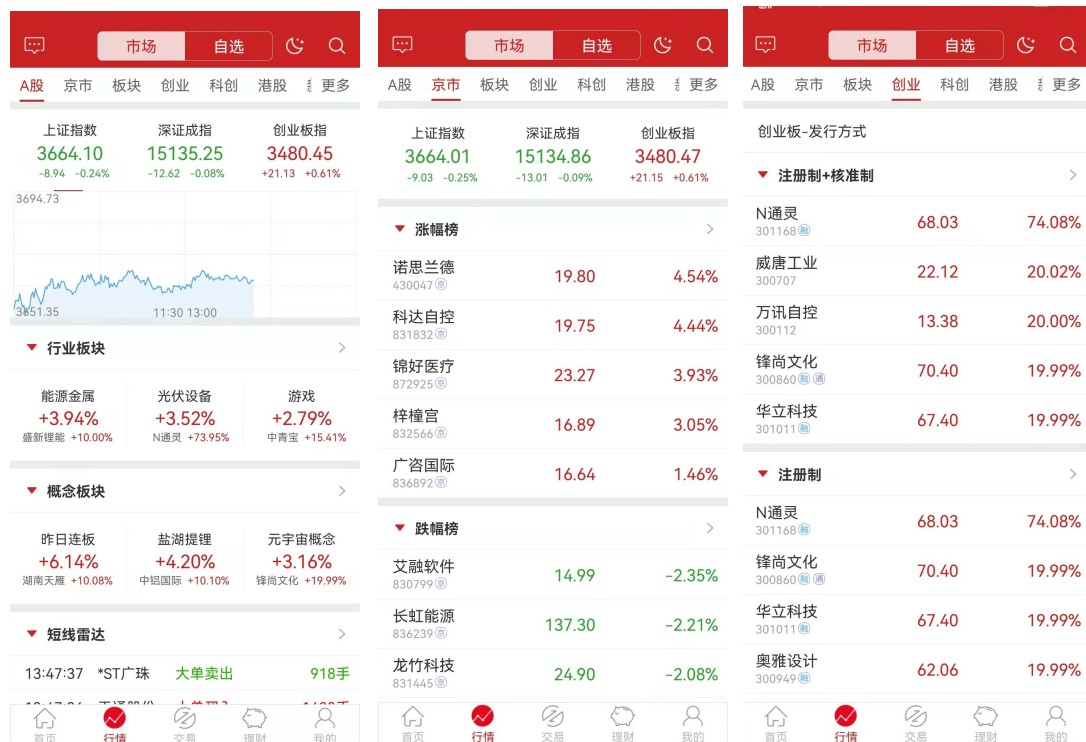 市场 自选
A股 京市 板块 创业 科创 港股 更多
上证指数 深证成指 创业板指
3664.10 15135.25 3480.45
-8.94 -0.24% -12.62 -0.08% +21.13 +0.61%
3694.73
3651.35 11:30 13:00
行业板块
能源金属 光伏设备 游戏
+3.94% +3.52% +2.79%
盛新锂能 +10.00% N通灵 +73.95% 中青宝 +15.41%
概念板块
昨日连板 盐湖提锂 元宇宙概念
+6.14% +4.20% +3.16%
湖南天雁 +10.08% 中铝国际 +10.10% 锋尚文化 +19.99%
短线雷达
13:47:37 *ST广珠 大单卖出 918手
首页 行情 交易 理财 我的
市场 自选
A股 京市 板块 创业 科创 港股 更多
上证指数 深证成指 创业板指
3664.01 15134.86 3480.47
-9.03 -0.25% -13.01 -0.09% +21.15 +0.61%
涨幅榜
诺思兰德 19.80 4.54%
430047 京
科达自控 19.75 4.44%
831832 京
锦好医疗 23.27 3.93%
872925 京
梓橦宫 16.89 3.05%
832566 京
广咨国际 16.64 1.46%
836892 京
跌幅榜
艾融软件 14.99 -2.35%
830799 京
长虹能源 137.30 -2.21%
836239 京
龙竹科技 24.90 -2.08%
831445 京
首页 行情 交易 理财 我的
市场 自选
A股 京市 板块 创业 科创 港股 更多
创业板-发行方式
注册制+核准制
N通灵 68.03 74.08%
301168 融
威唐工业 22.12 20.02%
300707
万讯自控 13.38 20.00%
300112
锋尚文化 70.40 19.99%
300860 融 通
华立科技 67.40 19.99%
301011 融
注册制
N通灵 68.03 74.08%
301168 融
锋尚文化 70.40 19.99%
300860 融 通
华立科技 67.40 19.99%
301011 融
奥雅设计 62.06 19.99%
300949 融
首页 行情 交易 理财 我的